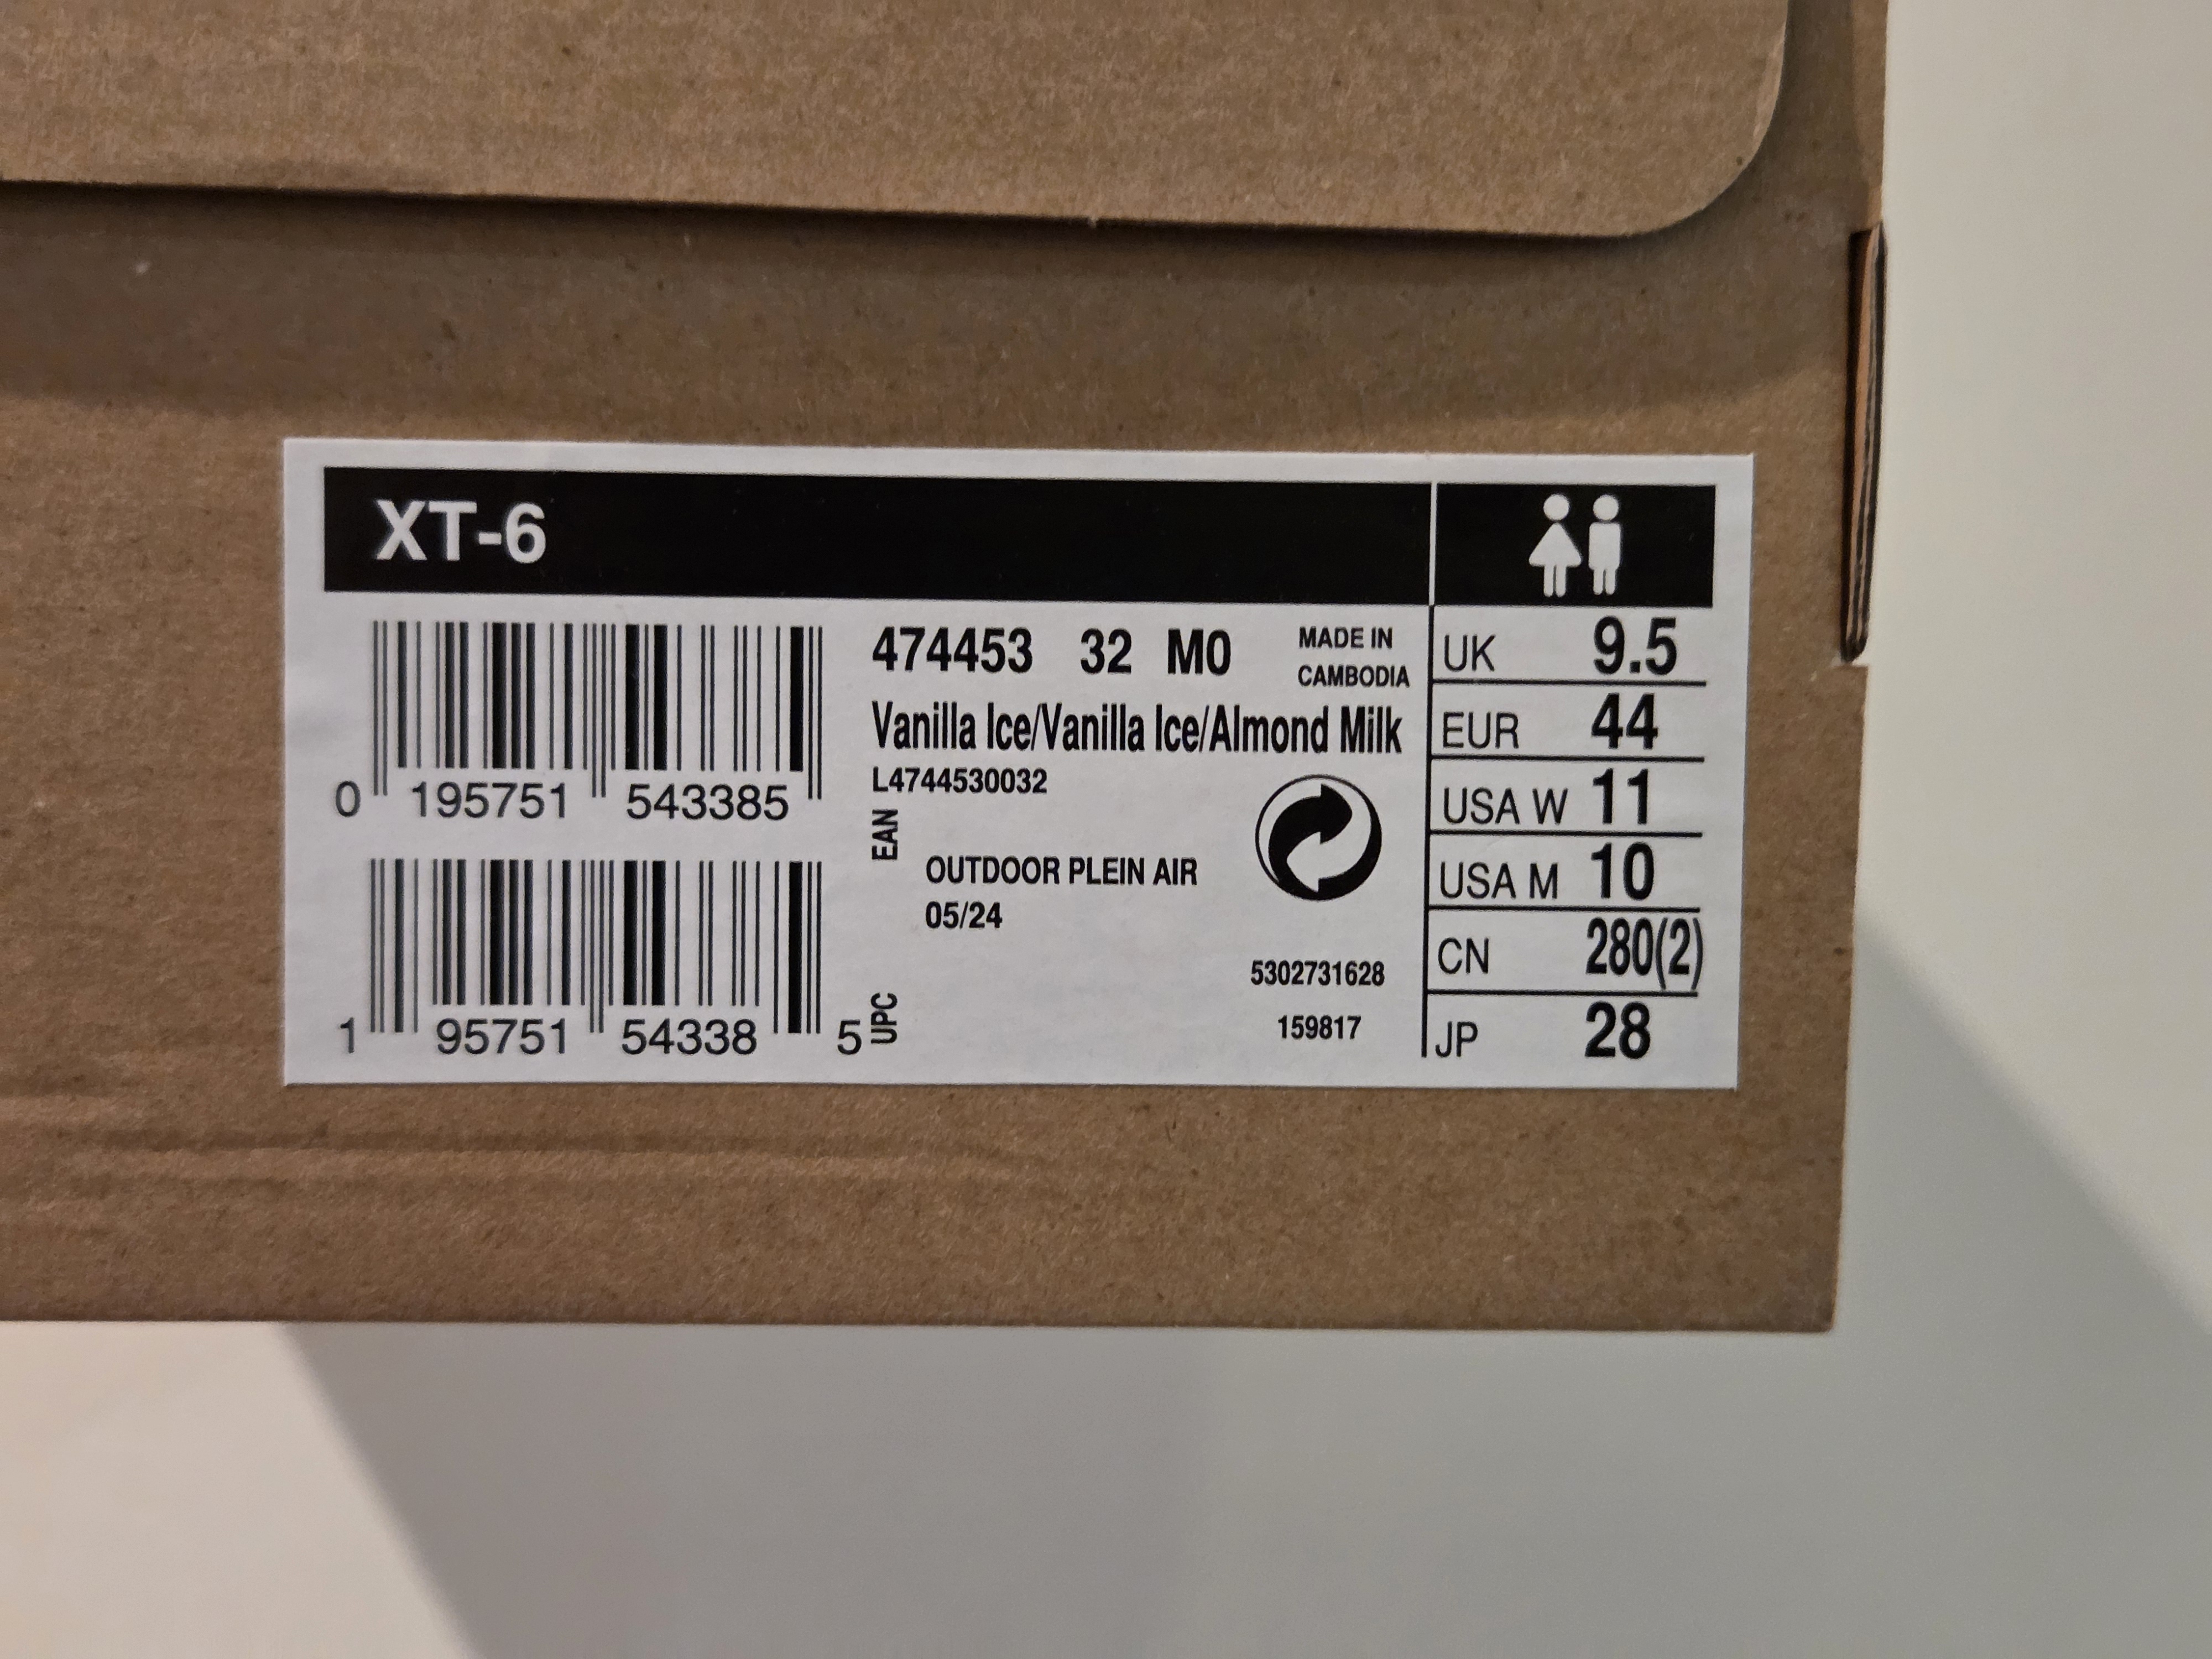 XT-6
0 195751 543385
1 95751 54338 5
EAN
UPC
474453 32 M0
MADE IN
CAMBODIA
Vanilla Ice/Vanilla Ice/Almond Milk
L4744530032
OUTDOOR PLEIN AIR
05/24
5302731628
159817
UK 9.5
EUR 44
USA W 11
USA M 10
CN 280(2)
JP 28